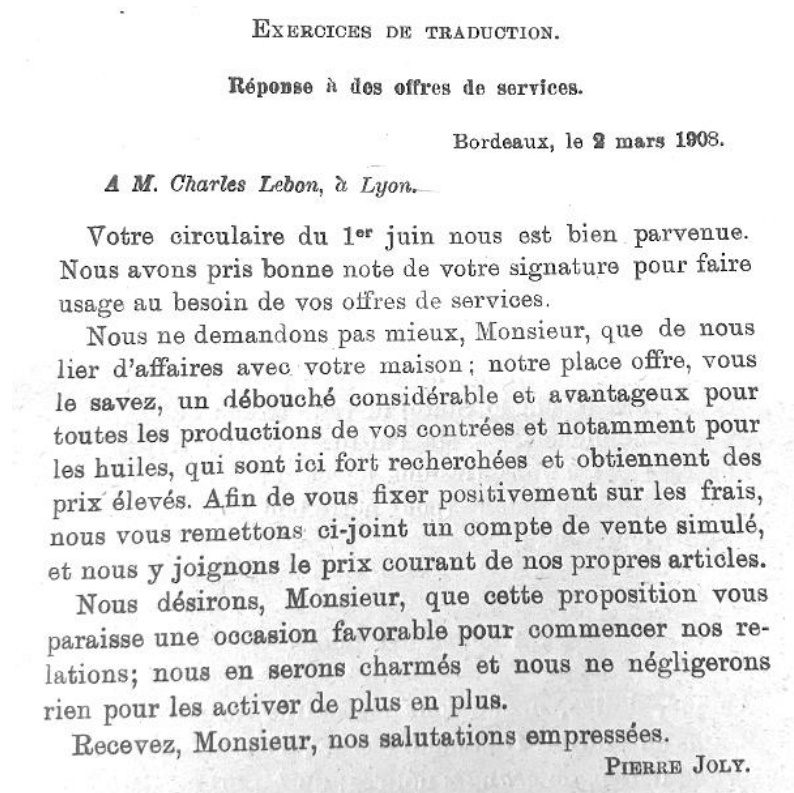 EXERCICES DE TRADUCTION.
Réponse à des offres de services.
Bordeaux, le 2 mars 1908.
A M. Charles Lebon, à Lyon.
Votre circulaire du 1er juin nous est bien parvenue.
Nous avons pris bonne note de votre signature pour faire
usage au besoin de vos offres de services.
Nous ne demandons pas mieux, Monsieur, que de nous
lier d'affaires avec votre maison; notre place offre, vous
le savez, un débouché considérable et avantageux pour
toutes les productions de vos contrées et notamment pour
les huiles, qui sont ici fort recherchées et obtiennent des
prix élevés. Afin de vous fixer positivement sur les frais,
nous vous remettons ci-joint un compte de vente simulé,
et nous y joignons le prix courant de nos propres articles.
Nous désirons, Monsieur, que cette proposition vous
paraisse une occasion favorable pour commencer nos re-
lations; nous en serons charmés et nous ne négligerons
rien pour les activer de plus en plus.
Recevez, Monsieur, nos salutations empressées.
PIERRE JOLY.